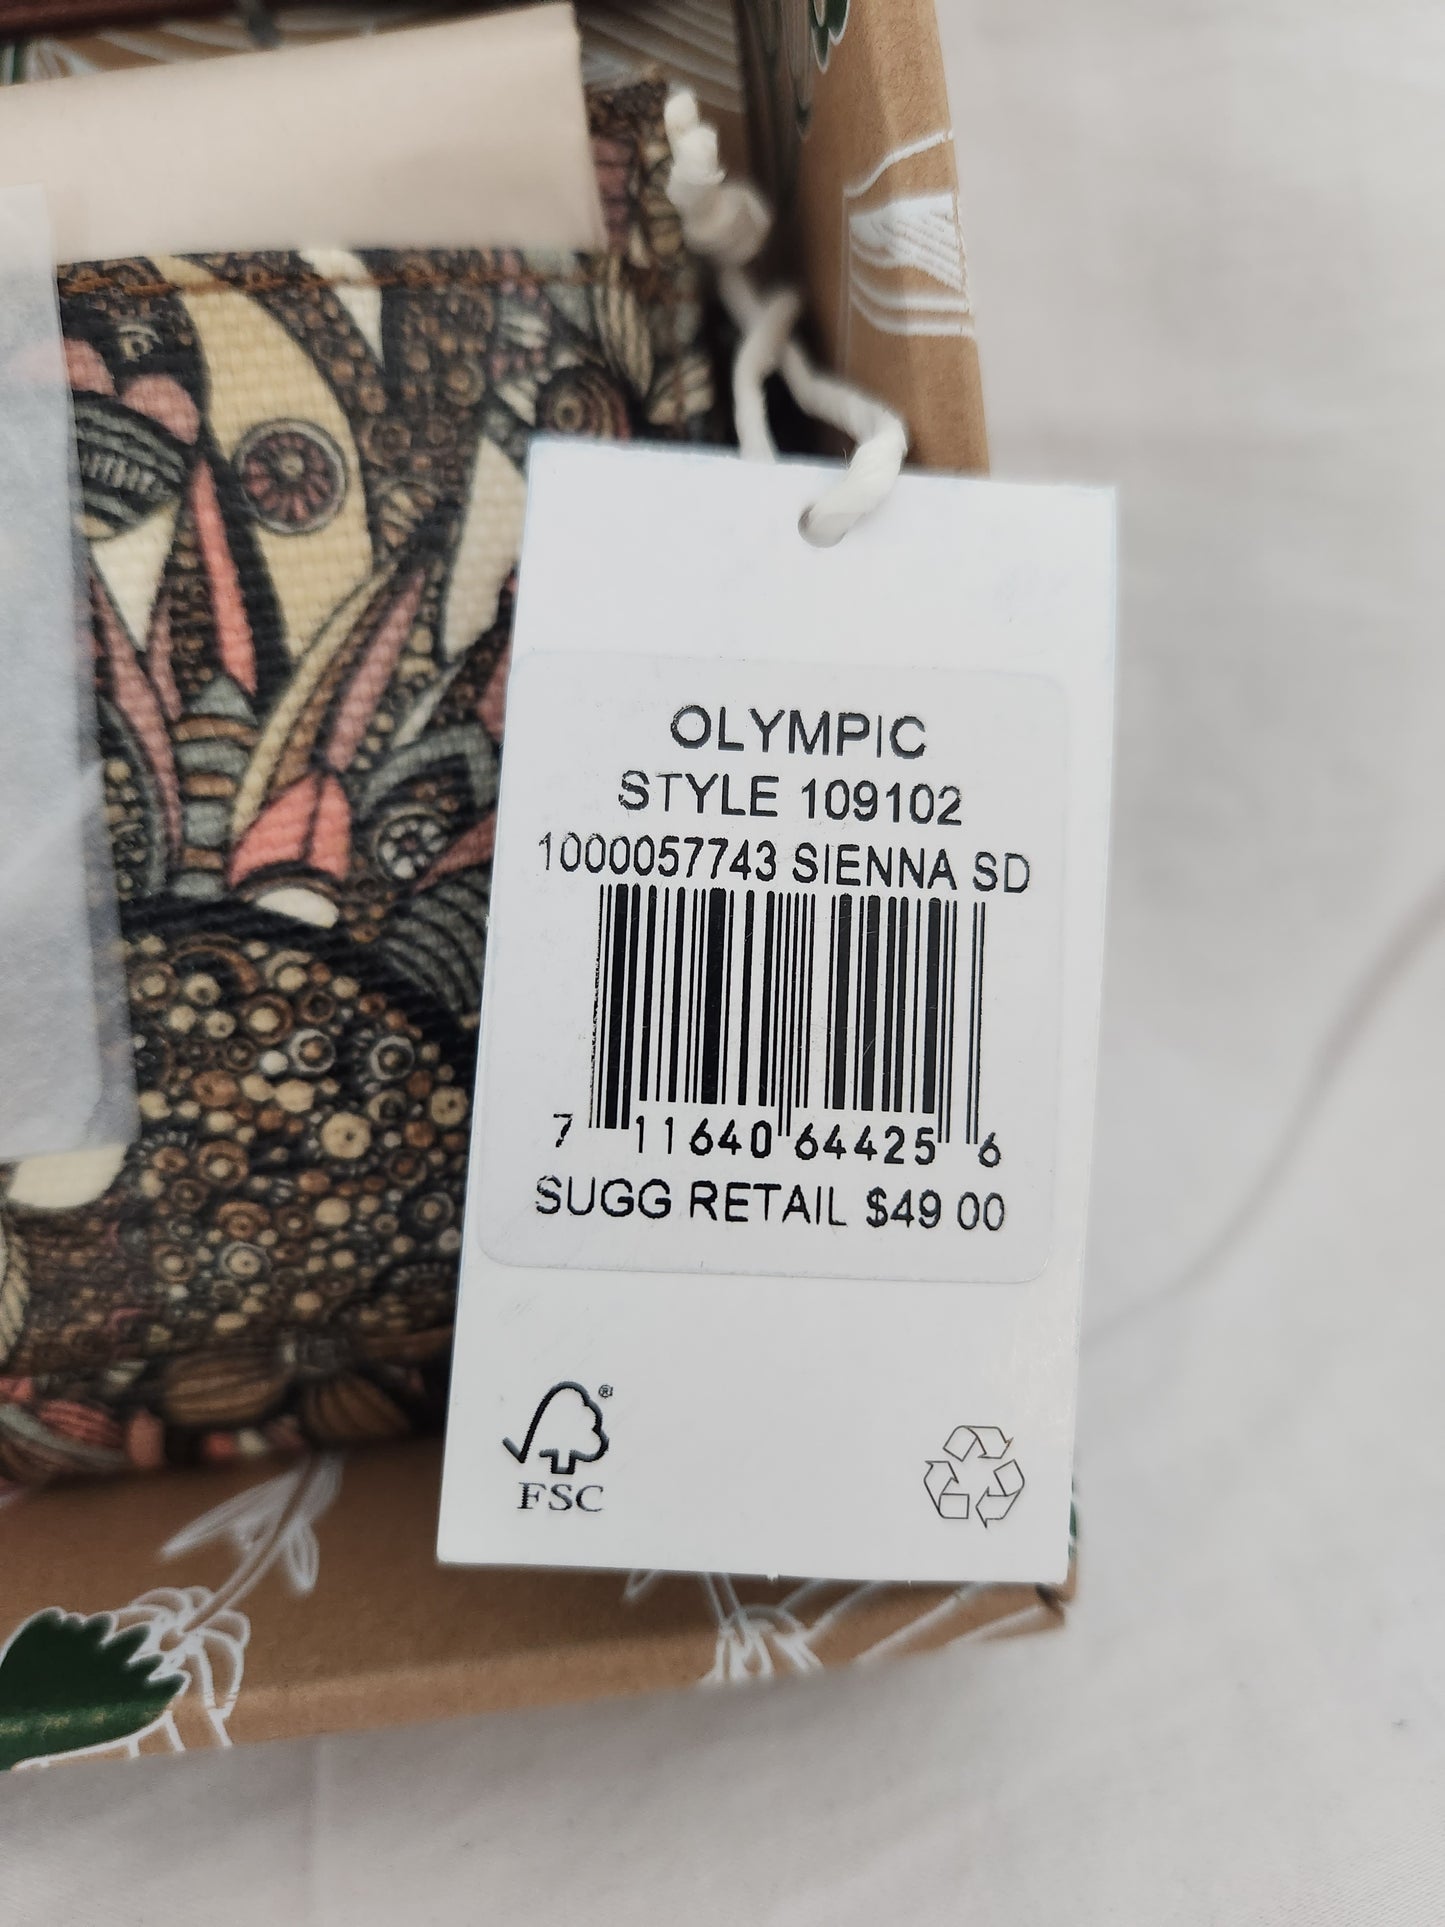 OLYMPIC
STYLE 109102
1000057743 SIENNA SD
7 11640 64425 6
SUGG RETAIL $49 00
®
FSC